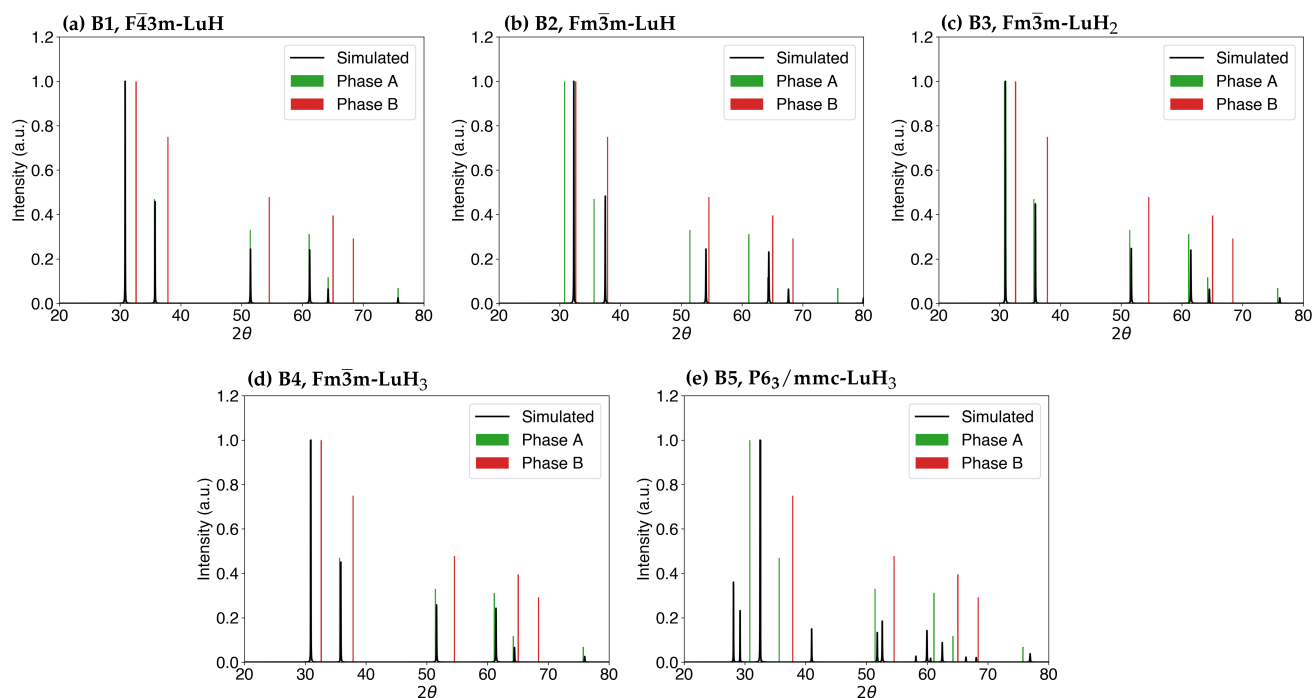 (a) B1, F4̅3m-LuH
1.2
1.0
0.8
0.6
0.4
0.2
0.0
Intensity (a.u.)
20 30 40 50 60 70 80
2θ
Simulated
Phase A
Phase B
(b) B2, Fm3̅m-LuH
1.2
1.0
0.8
0.6
0.4
0.2
0.0
Intensity (a.u.)
20 30 40 50 60 70 80
2θ
Simulated
Phase A
Phase B
(c) B3, Fm3̅m-LuH₂
1.2
1.0
0.8
0.6
0.4
0.2
0.0
Intensity (a.u.)
20 30 40 50 60 70 80
2θ
Simulated
Phase A
Phase B
(d) B4, Fm3̅m-LuH₃
1.2
1.0
0.8
0.6
0.4
0.2
0.0
Intensity (a.u.)
20 30 40 50 60 70 80
2θ
Simulated
Phase A
Phase B
(e) B5, P6₃/mmc-LuH₃
1.2
1.0
0.8
0.6
0.4
0.2
0.0
Intensity (a.u.)
20 30 40 50 60 70 80
2θ
Simulated
Phase A
Phase B